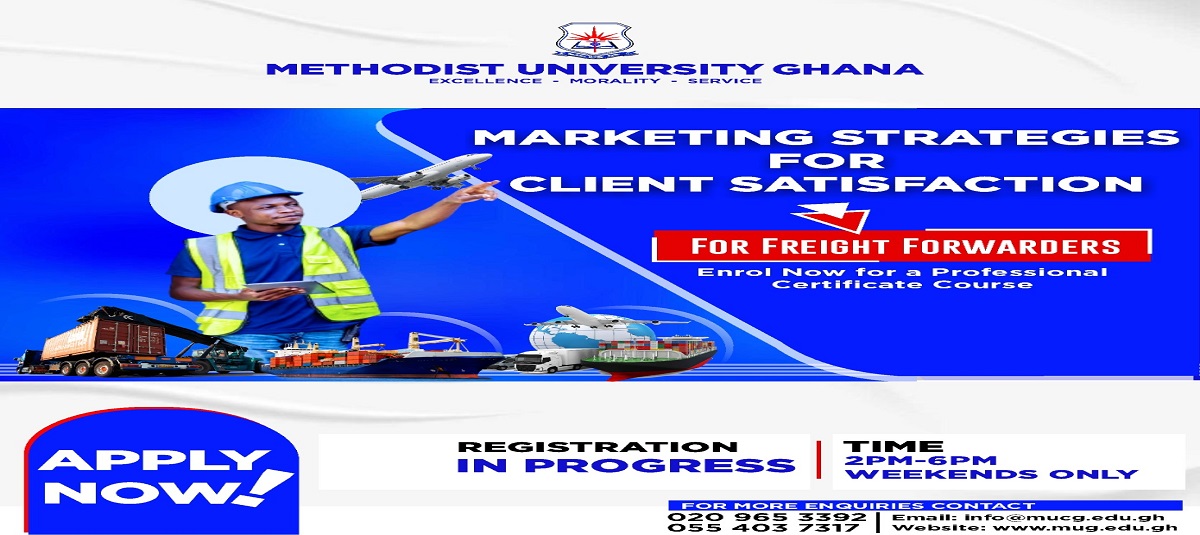 METHODIST UNIVERSITY GHANA
EXCELLENCE - MORALITY - SERVICE
MARKETING STRATEGIES
FOR
CLIENT SATISFACTION
FOR FREIGHT FORWARDERS
Enrol Now for a Professional
Certificate Course
APPLY
NOW!
REGISTRATION
IN PROGRESS
TIME
2PM-6PM
WEEKENDS ONLY
FOR MORE ENQUIRIES CONTACT
020 965 3392
055 403 7317
Email: info@mucg.edu.gh
Website: www.mug.edu.gh